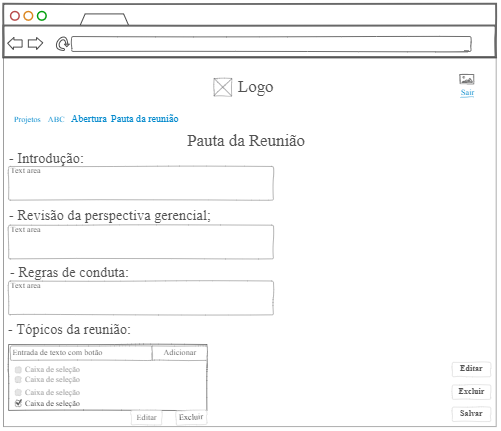 Logo
Sair
Projetos ABC Abertura Pauta da reunião
Pauta da Reunião
- Introdução:
Text area
- Revisão da perspectiva gerencial;
Text area
- Regras de conduta:
Text area
- Tópicos da reunião:
Entrada de texto com botão Adicionar
Caixa de seleção
Caixa de seleção
Caixa de seleção
Caixa de seleção
Editar Excluir
Editar
Excluir
Salvar